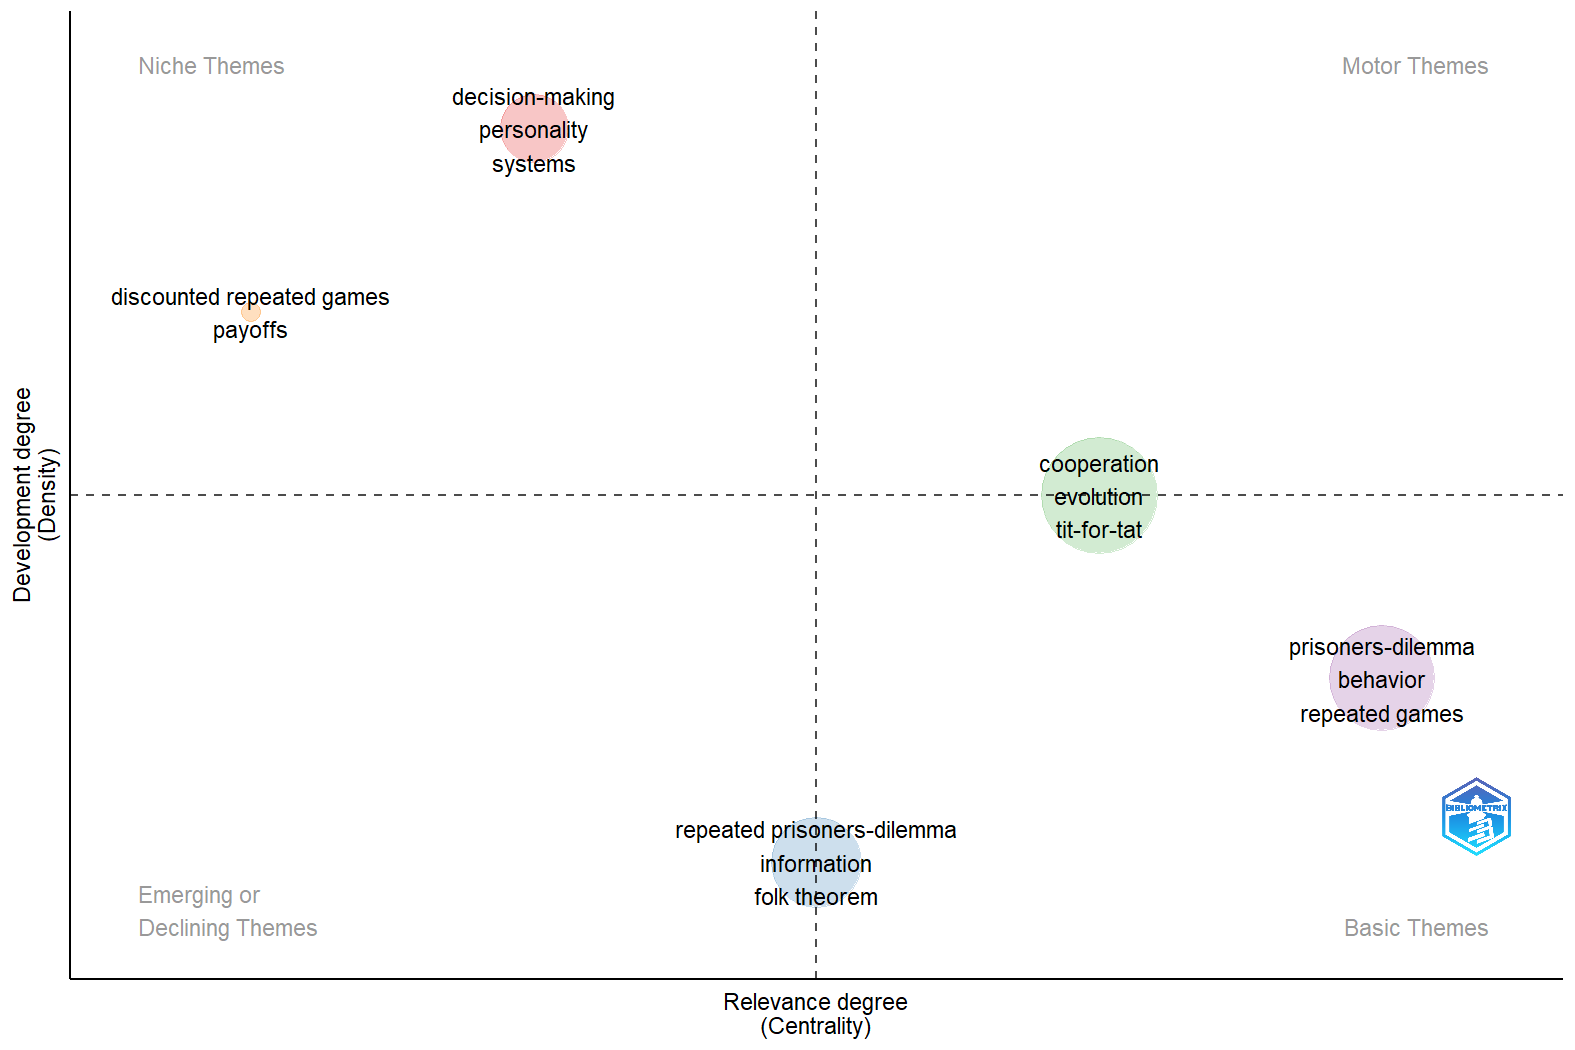 Niche Themes
Motor Themes
decision-making
personality
systems
discounted repeated games
payoffs
Development degree
(Density)
cooperation
evolution
tit-for-tat
prisoners-dilemma
behavior
repeated games
BIBLIOMETRIX
repeated prisoners-dilemma
information
folk theorem
Emerging or
Declining Themes
Basic Themes
Relevance degree
(Centrality)